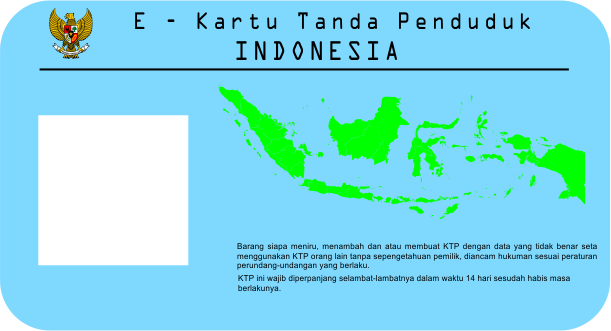 E - Kartu Tanda Penduduk
INDONESIA
Barang siapa meniru, menambah dan atau membuat KTP dengan data yang tidak benar seta
menggunakan KTP orang lain tanpa sepengetahuan pemilik, diancam hukuman sesuai peraturan
perundang-undangan yang berlaku.
KTP ini wajib diperpanjang selambat-lambatnya dalam waktu 14 hari sesudah habis masa
berlakunya.